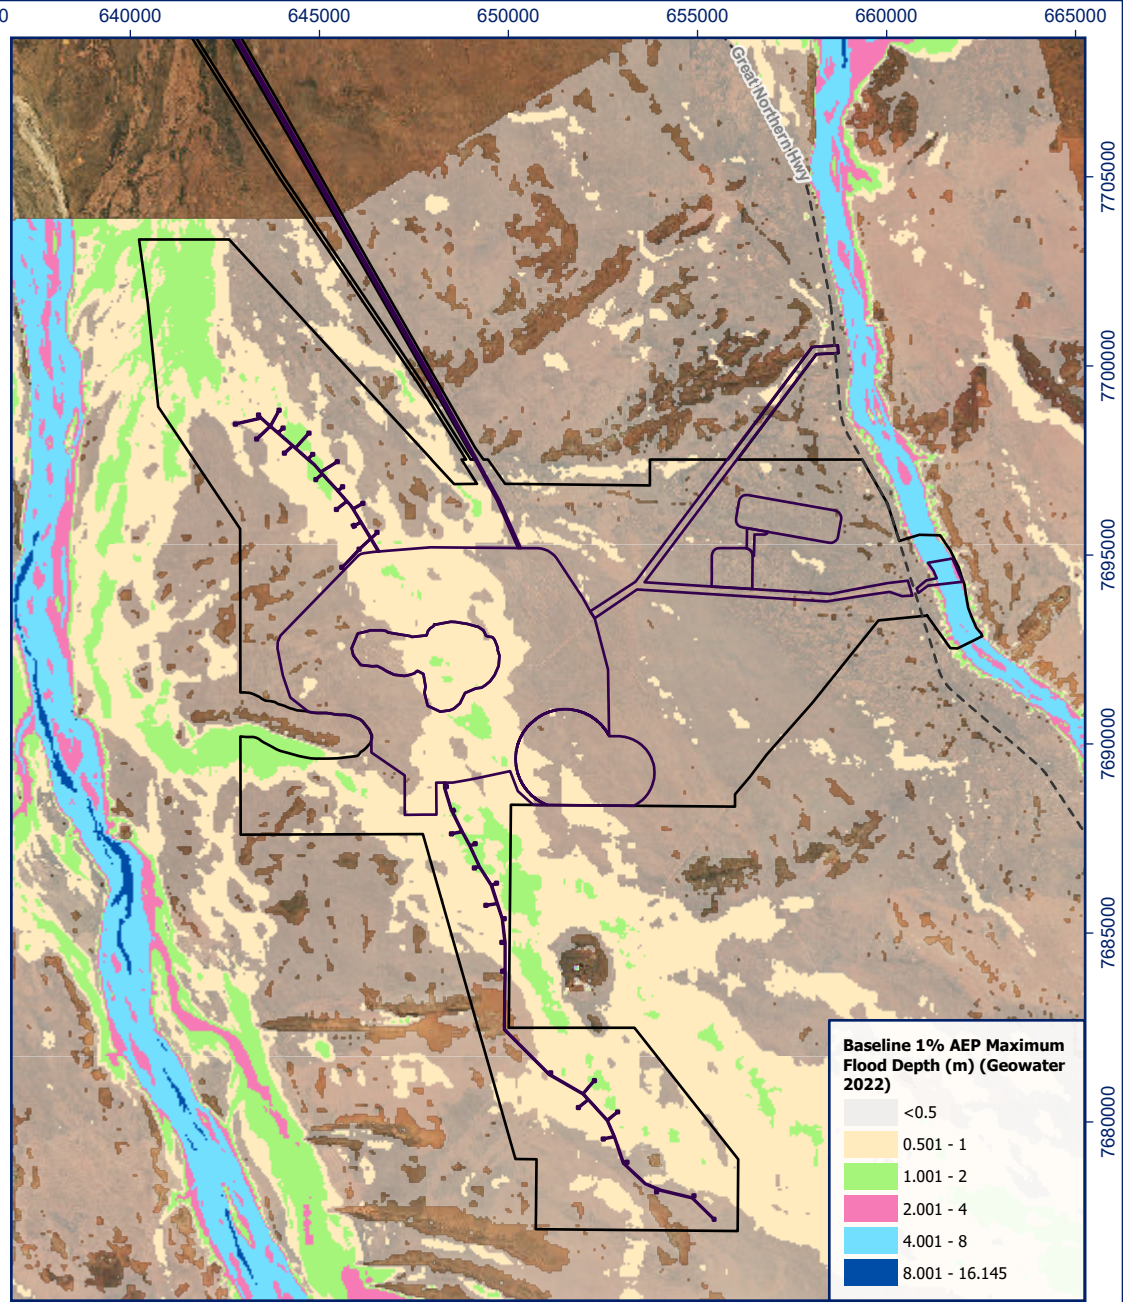 0 640000 645000 650000 655000 660000 665000
Great Northern Hwy
7705000
7700000
7695000
7690000
7685000
7680000
Baseline 1% AEP Maximum
Flood Depth (m) (Geowater
2022)
<0.5
0.501 - 1
1.001 - 2
2.001 - 4
4.001 - 8
8.001 - 16.145